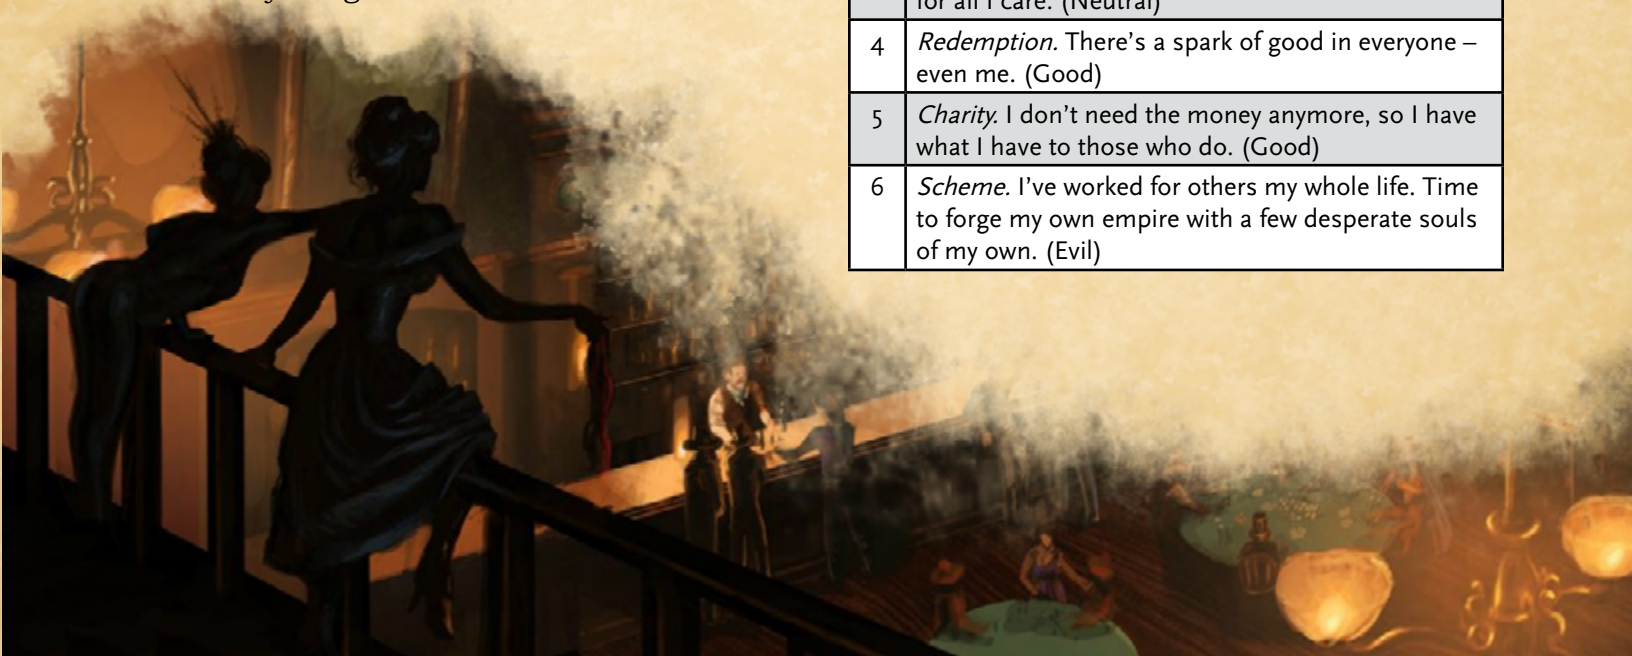 for all I care. (Neutral)
4
Redemption. There's a spark of good in everyone –
even me. (Good)
5
Charity. I don't need the money anymore, so I have
what I have to those who do. (Good)
6
Scheme. I've worked for others my whole life. Time
to forge my own empire with a few desperate souls
of my own. (Evil)